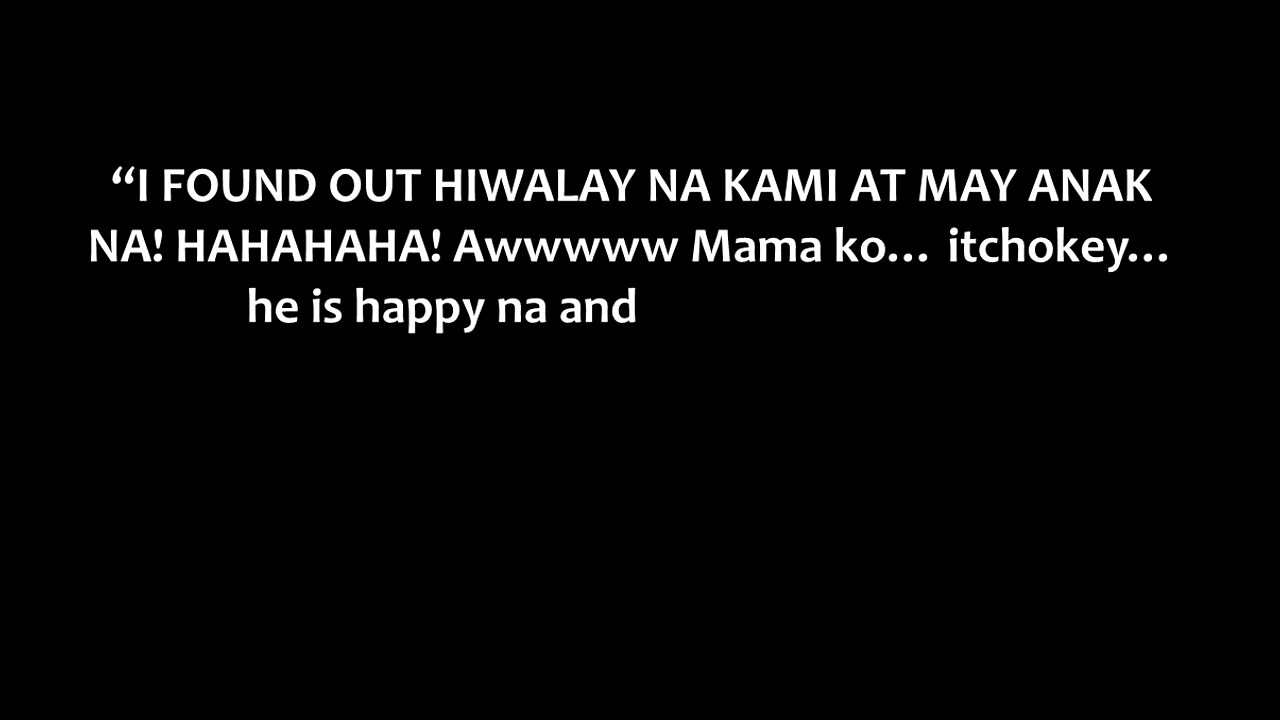 “I FOUND OUT HIWALAY NA KAMI AT MAY ANAK
NA! HAHAHAHA! Awwwww Mama ko… itchokey…
he is happy na and